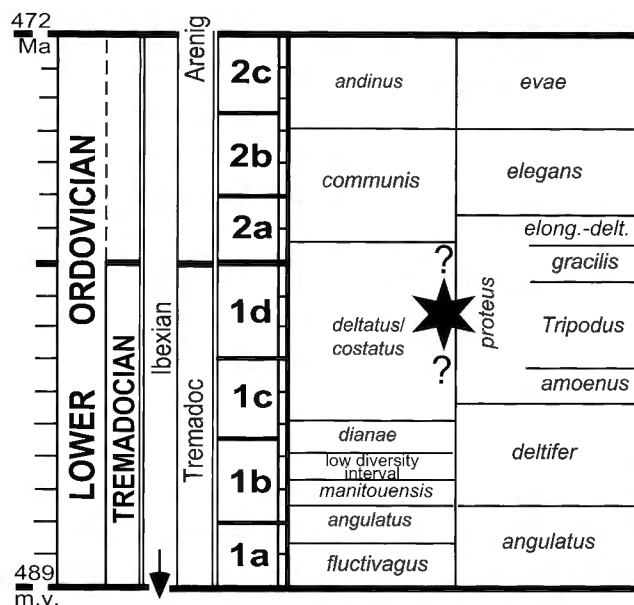 472
Ma
LOWER ORDOVICIAN
TREMADOCIAN
Ibexian
Arenig
Tremadoc
2c
2b
2a
1d
1c
1b
1a
andinus
communis
deltatus/
costatus
?
?
dianae
low diversity
interval
manitouensis
angulatus
fluctivagus
evae
elegans
proteus
elong.-delt.
gracilis
Tripodus
amoenus
deltifer
angulatus
489
m.y.